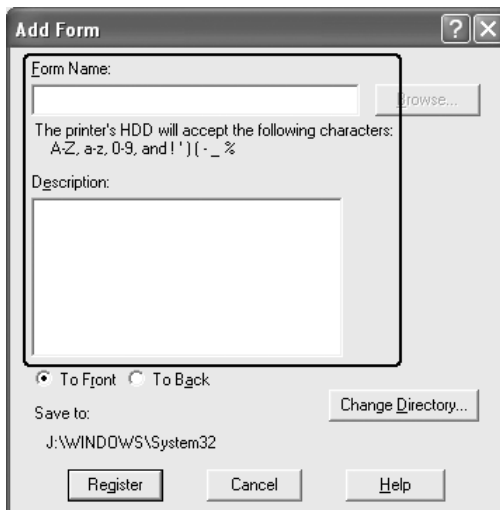 Add Form
Form Name:
Browse...
The printer's HDD will accept the following characters:
A-Z, a-z, 0-9, and ! ' ) ( - _ %
Description:
To Front To Back
Change Directory...
Save to:
J:\WINDOWS\System32
Register Cancel Help